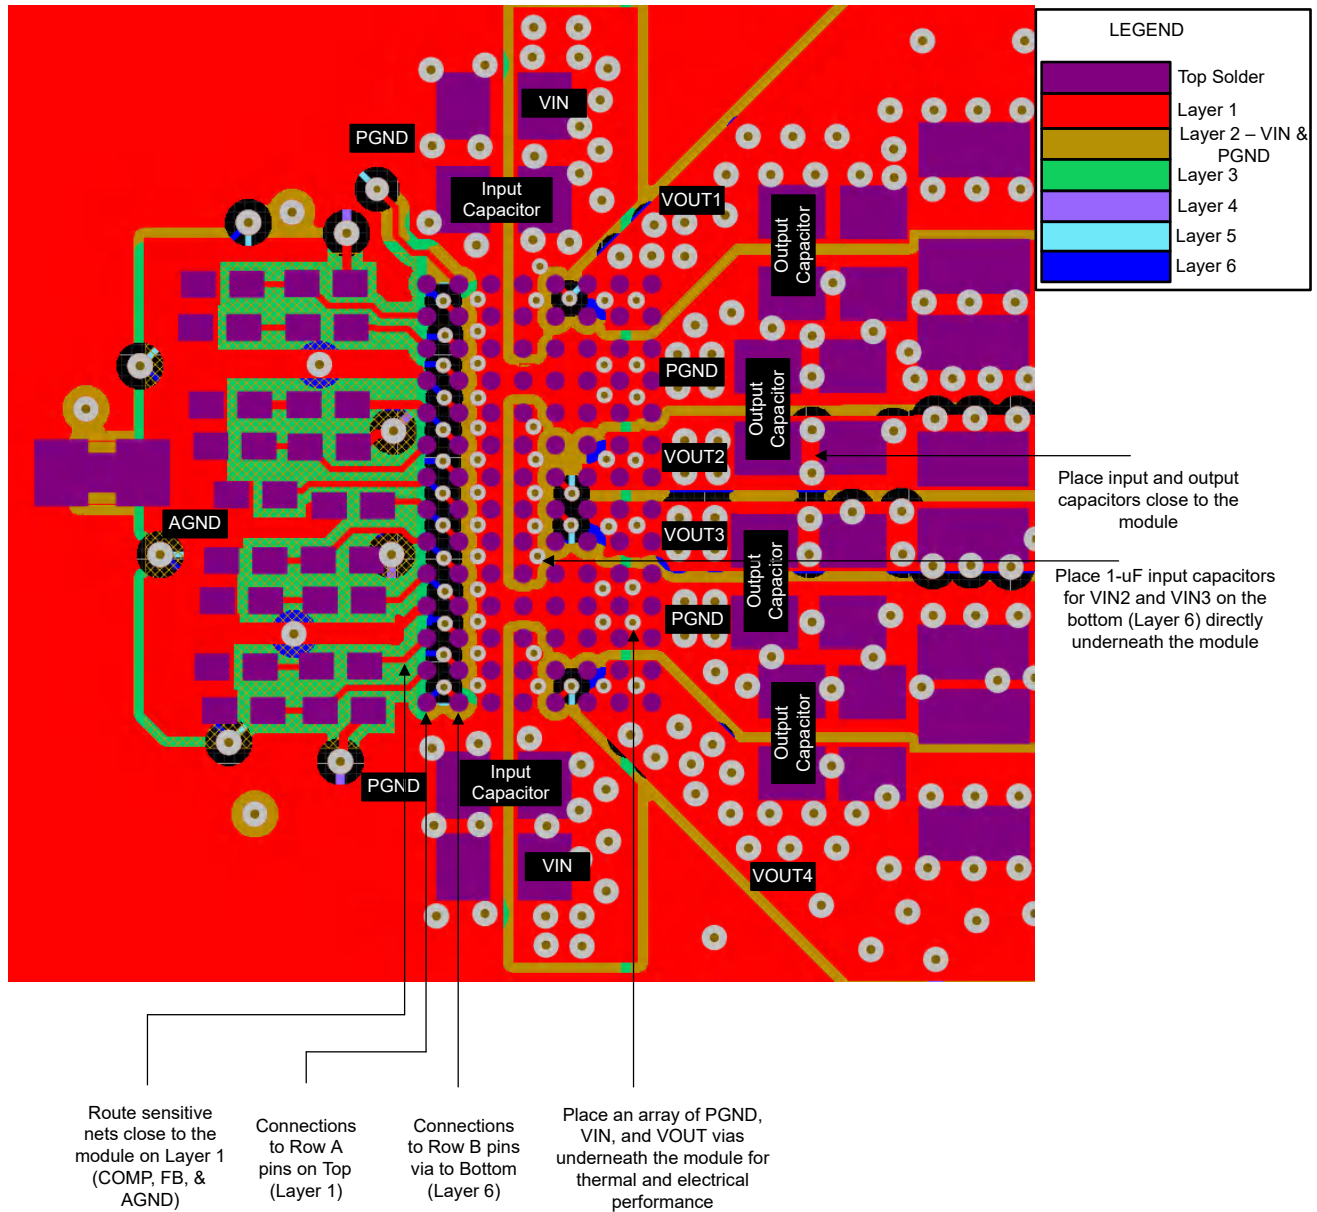 LEGEND
Top Solder
Layer 1
Layer 2 – VIN &
PGND
Layer 3
Layer 4
Layer 5
Layer 6
VIN
PGND
Input
Capacitor
VOUT1
Output
Capacitor
PGND
Output
Capacitor
VOUT2
AGND
VOUT3
Output
Capacitor
PGND
Output
Capacitor
Input
Capacitor
PGND
VIN
VOUT4
Place input and output
capacitors close to the
module
Place 1-uF input capacitors
for VIN2 and VIN3 on the
bottom (Layer 6) directly
underneath the module
Route sensitive
nets close to the
module on Layer 1
(COMP, FB, &
AGND)
Connections
to Row A
pins on Top
(Layer 1)
Connections
to Row B pins
via to Bottom
(Layer 6)
Place an array of PGND,
VIN, and VOUT vias
underneath the module for
thermal and electrical
performance